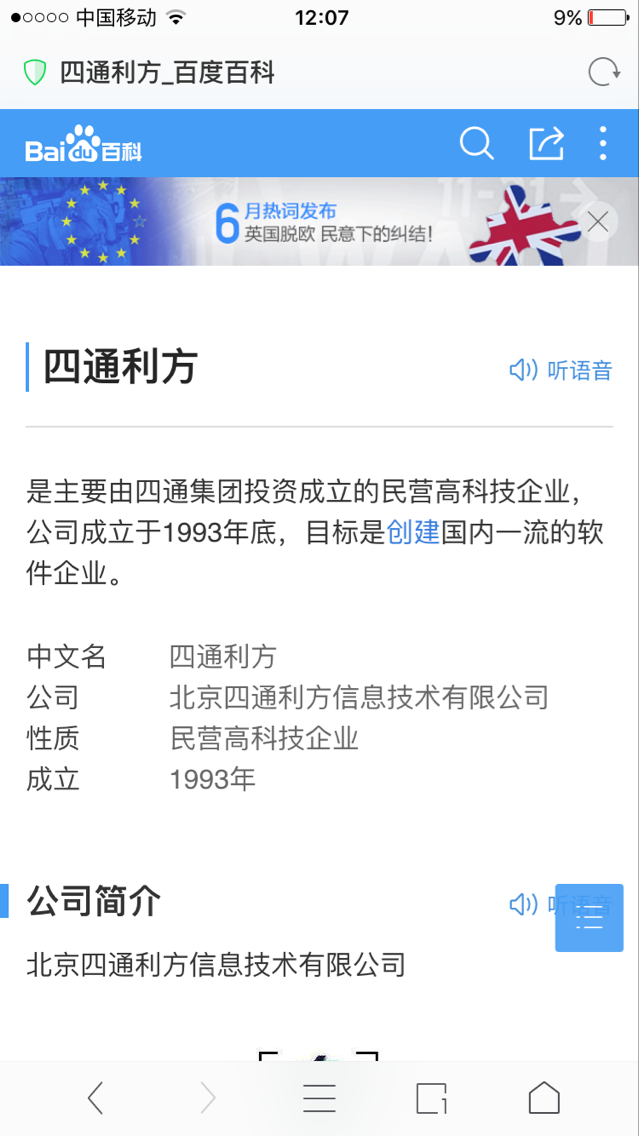 中国移动 12:07 9%
四通利方_百度百科
Baidu百科
6月热词发布
英国脱欧 民意下的纠结!
四通利方 听语音
是主要由四通集团投资成立的民营高科技企业，
公司成立于1993年底，目标是创建国内一流的软
件企业。
中文名 四通利方
公司 北京四通利方信息技术有限公司
性质 民营高科技企业
成立 1993年
公司简介 听语音
北京四通利方信息技术有限公司
1